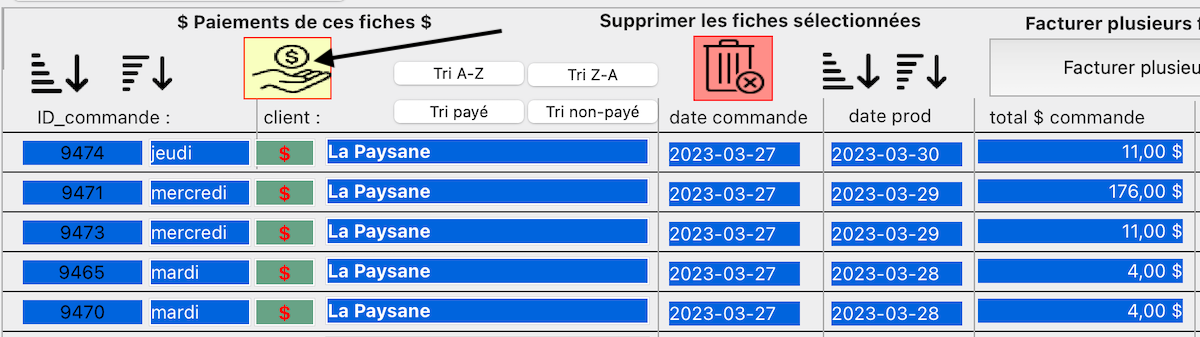 $ Paiements de ces fiches $ Supprimer les fiches sélectionnées Facturer plusieurs
$
Tri A-Z Tri Z-A Facturer plusieu
Tri payé Tri non-payé
ID_commande : client : date commande date prod total $ commande
9474 jeudi $ La Paysane 2023-03-27 2023-03-30 11,00 $
9471 mercredi $ La Paysane 2023-03-27 2023-03-29 176,00 $
9473 mercredi $ La Paysane 2023-03-27 2023-03-29 11,00 $
9465 mardi $ La Paysane 2023-03-27 2023-03-28 4,00 $
9470 mardi $ La Paysane 2023-03-27 2023-03-28 4,00 $